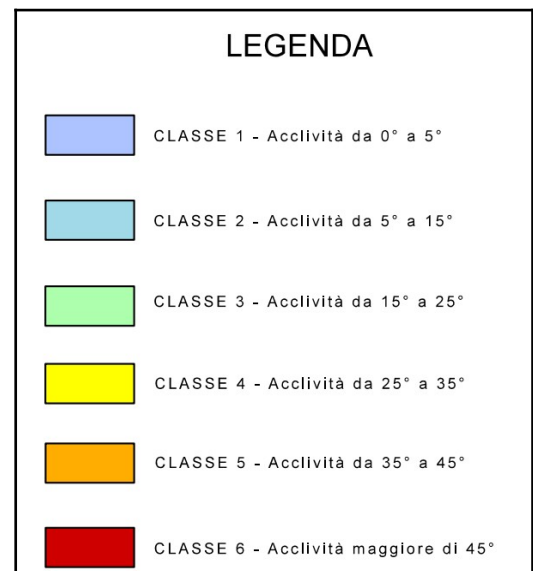 LEGENDA
CLASSE 1 - Acclività da 0° a 5°
CLASSE 2 - Acclività da 5° a 15°
CLASSE 3 - Acclività da 15° a 25°
CLASSE 4 - Acclività da 25° a 35°
CLASSE 5 - Acclività da 35° a 45°
CLASSE 6 - Acclività maggiore di 45°